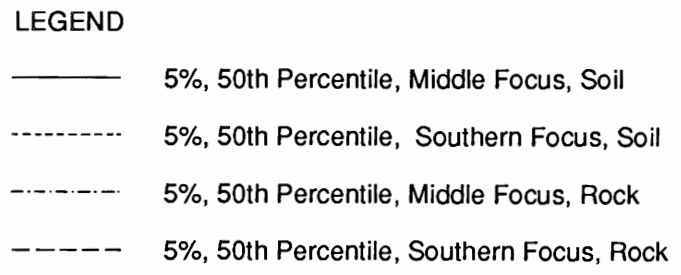 LEGEND
5%, 50th Percentile, Middle Focus, Soil
5%, 50th Percentile, Southern Focus, Soil
5%, 50th Percentile, Middle Focus, Rock
5%, 50th Percentile, Southern Focus, Rock